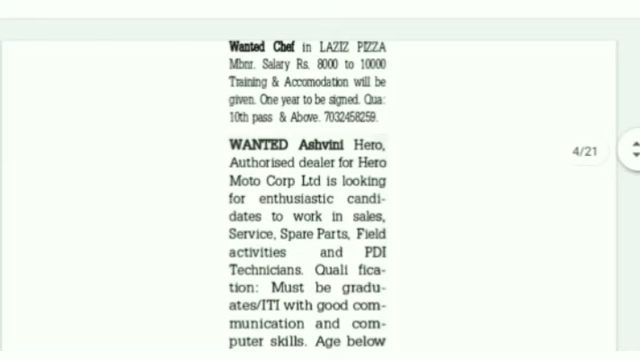 Wanted Chef in LAZIZ PIZZA
Mbnr. Salary Rs. 8000 to 10000
Training & Accomodation will be
given. One year to be signed. Qua:
10th pass & Above. 7032458259.
WANTED Ashvini Hero,
Authorised dealer for Hero
Moto Corp Ltd is looking
for enthusiastic candi-
dates to work in sales,
Service, Spare Parts, Field
activities and PDI
Technicians. Quali fica-
tion: Must be gradu-
ates/ITI with good com-
munication and com-
puter skills. Age below
4/21